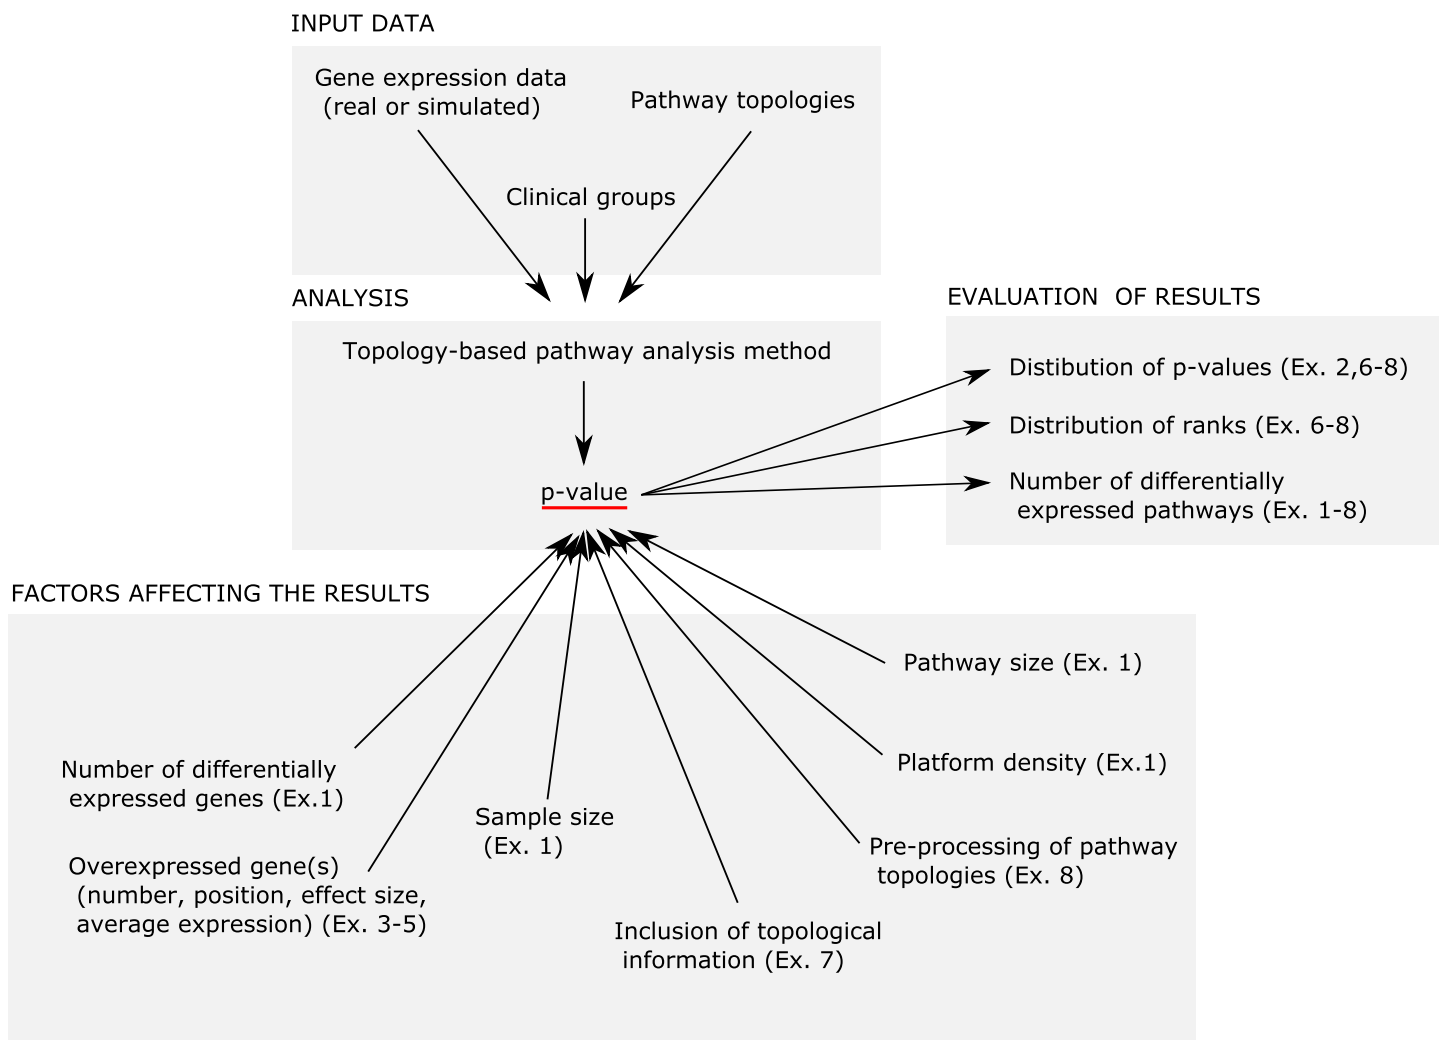 INPUT DATA
Gene expression data
(real or simulated)
Pathway topologies
Clinical groups
ANALYSIS
Topology-based pathway analysis method
p-value
EVALUATION OF RESULTS
Distibution of p-values (Ex. 2,6-8)
Distribution of ranks (Ex. 6-8)
Number of differentially
expressed pathways (Ex. 1-8)
FACTORS AFFECTING THE RESULTS
Number of differentially
expressed genes (Ex.1)
Overexpressed gene(s)
(number, position, effect size,
average expression) (Ex. 3-5)
Sample size
(Ex. 1)
Inclusion of topological
information (Ex. 7)
Pathway size (Ex. 1)
Platform density (Ex.1)
Pre-processing of pathway
topologies (Ex. 8)